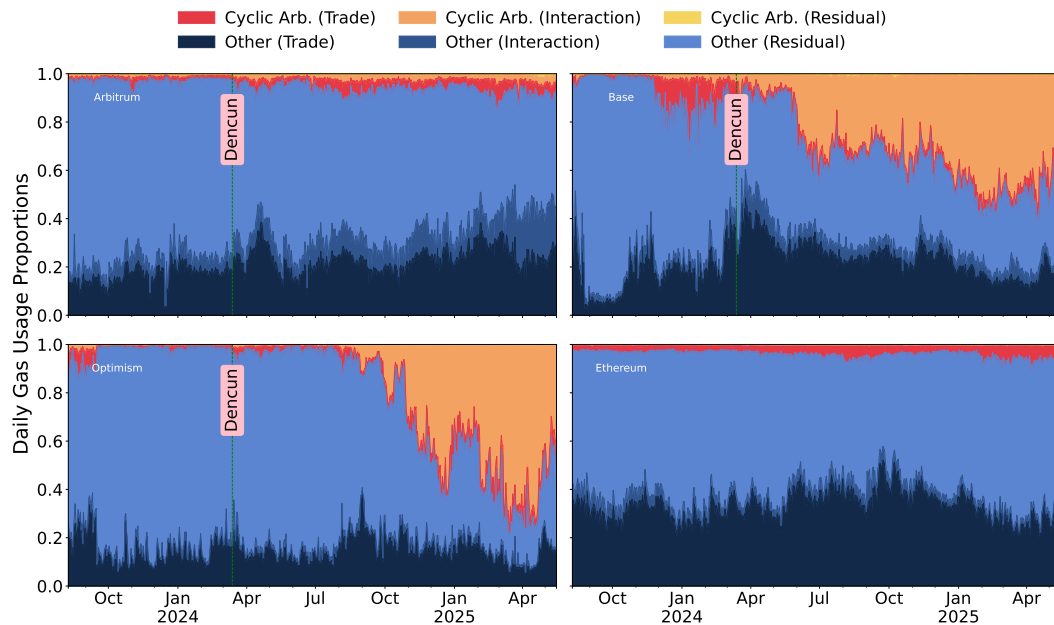 Cyclic Arb. (Trade) Cyclic Arb. (Interaction) Cyclic Arb. (Residual)
Other (Trade) Other (Interaction) Other (Residual)
Daily Gas Usage Proportions
1.0
0.8
0.6
0.4
0.2
0.0
Arbitrum
Dencun
Base
Dencun
1.0
0.8
0.6
0.4
0.2
0.0
Optimism
Dencun
Ethereum
Oct Jan Apr Jul Oct Jan Apr
2024 2025
Oct Jan Apr Jul Oct Jan Apr
2024 2025